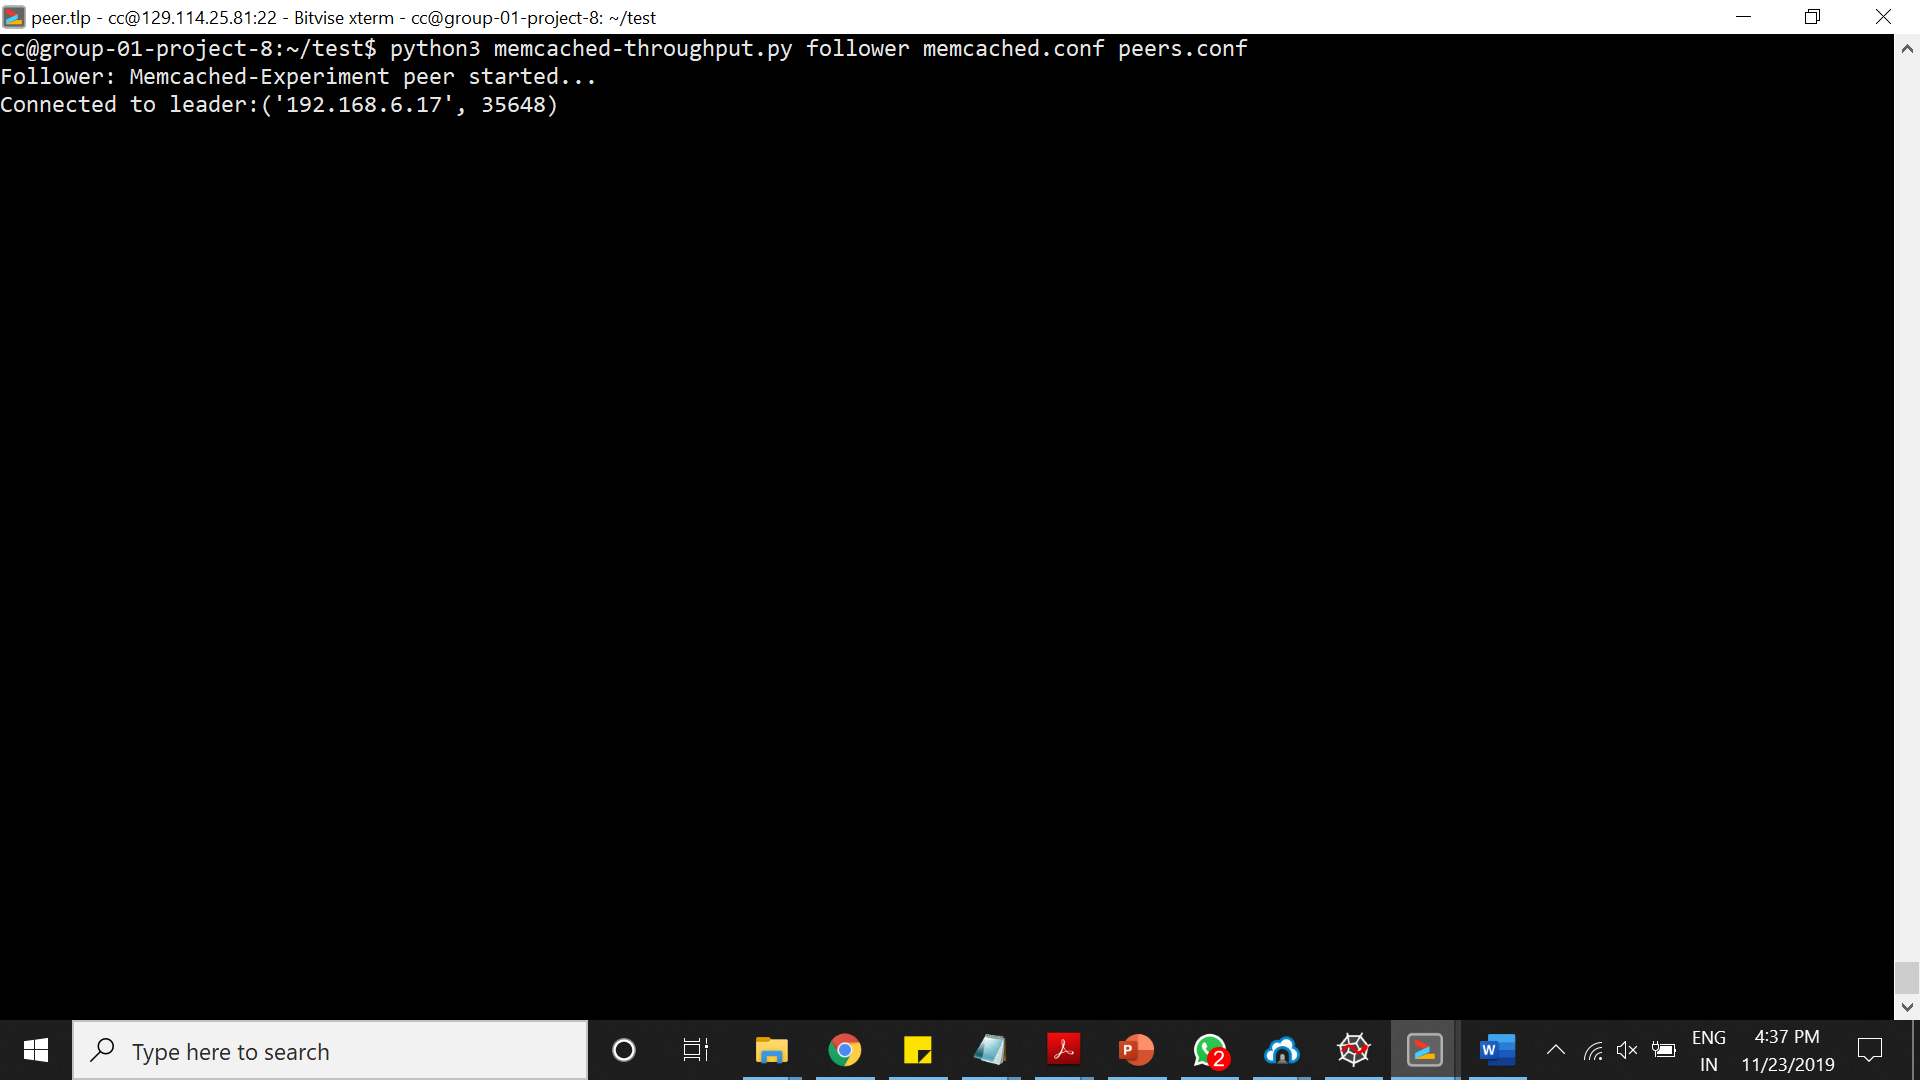 peer.tlp - cc@129.114.25.81:22 - Bitvise xterm - cc@group-01-project-8: ~/test
cc@group-01-project-8:~/test$ python3 memcached-throughput.py follower memcached.conf peers.conf
Follower: Memcached-Experiment peer started...
Connected to leader:('192.168.6.17', 35648)
Type here to search
P
2
W
ENG
IN
4:37 PM
11/23/2019